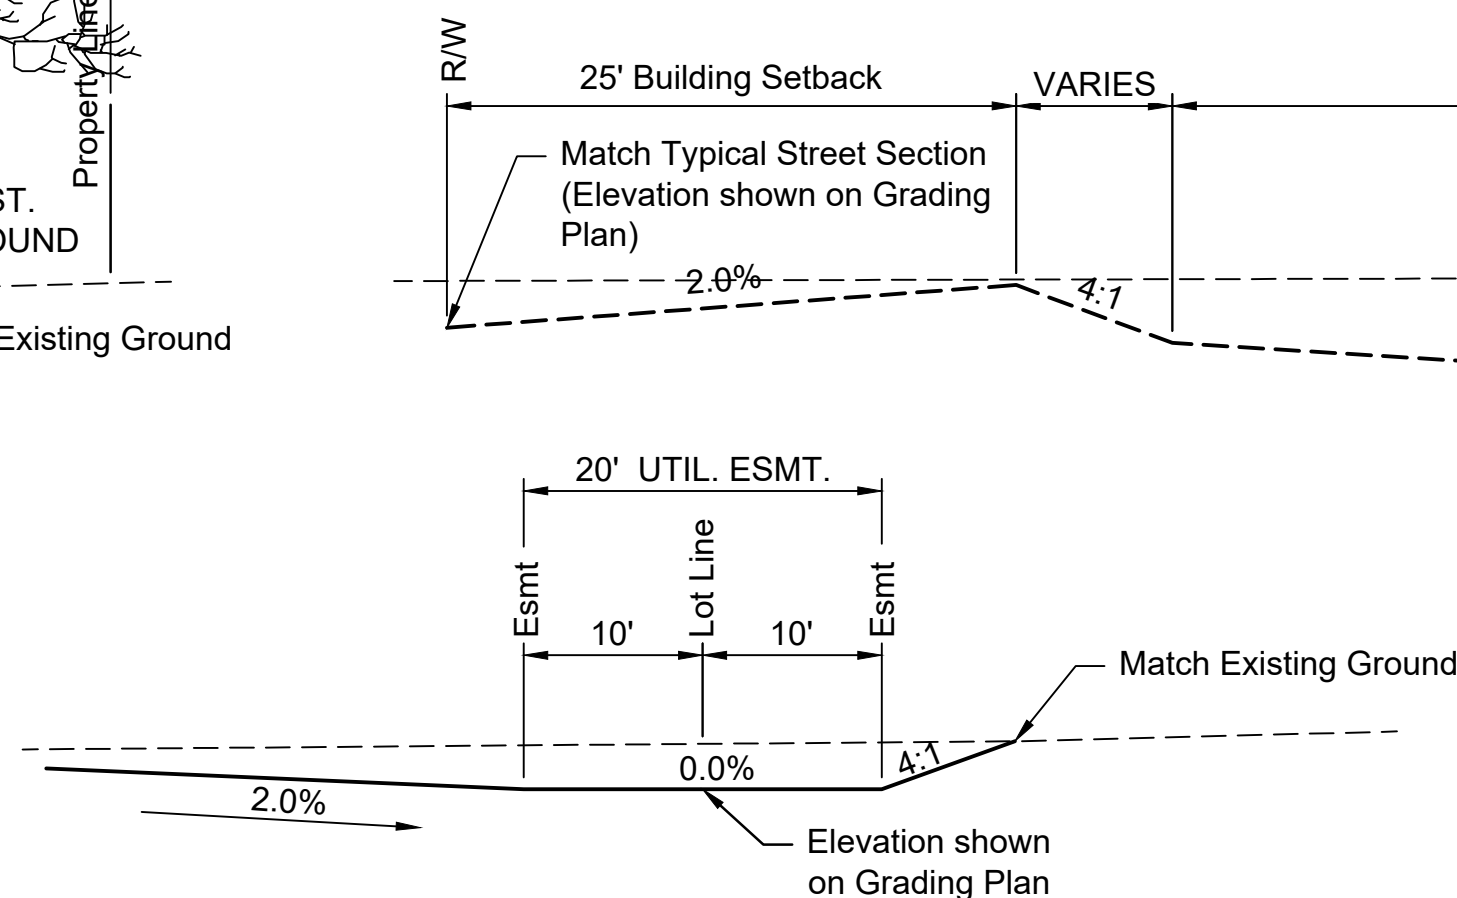 Property Line
ST.
OUND
Existing Ground
R/W
25' Building Setback
VARIES
Match Typical Street Section
(Elevation shown on Grading
Plan)
2.0%
4:1
20' UTIL. ESMT.
Esmt
Lot Line
Esmt
10'
10'
Match Existing Ground
4:1
0.0%
2.0%
Elevation shown
on Grading Plan